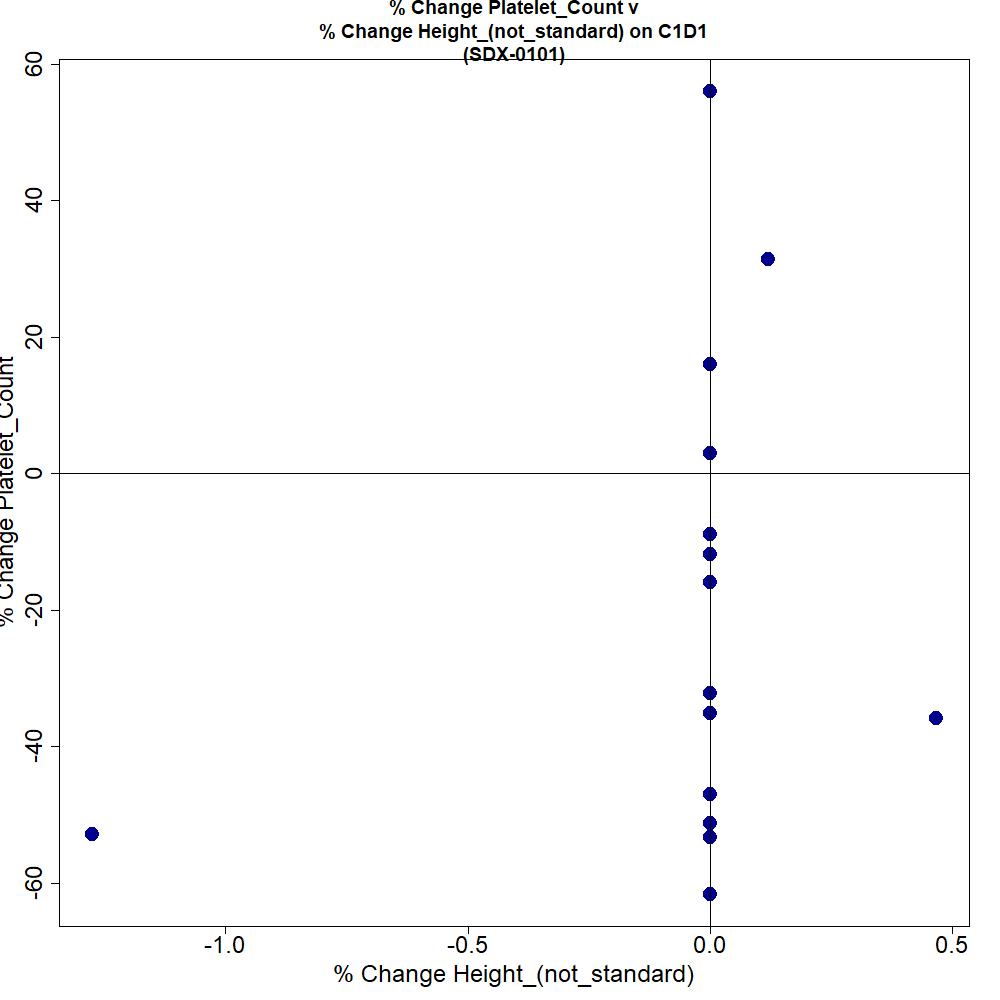 % Change Platelet_Count v
% Change Height_(not_standard) on C1D1
(SDX-0101)
60
40
20
0
-20
-40
-60
% Change Platelet_Count
-1.0
-0.5
0.0
0.5
% Change Height_(not_standard)